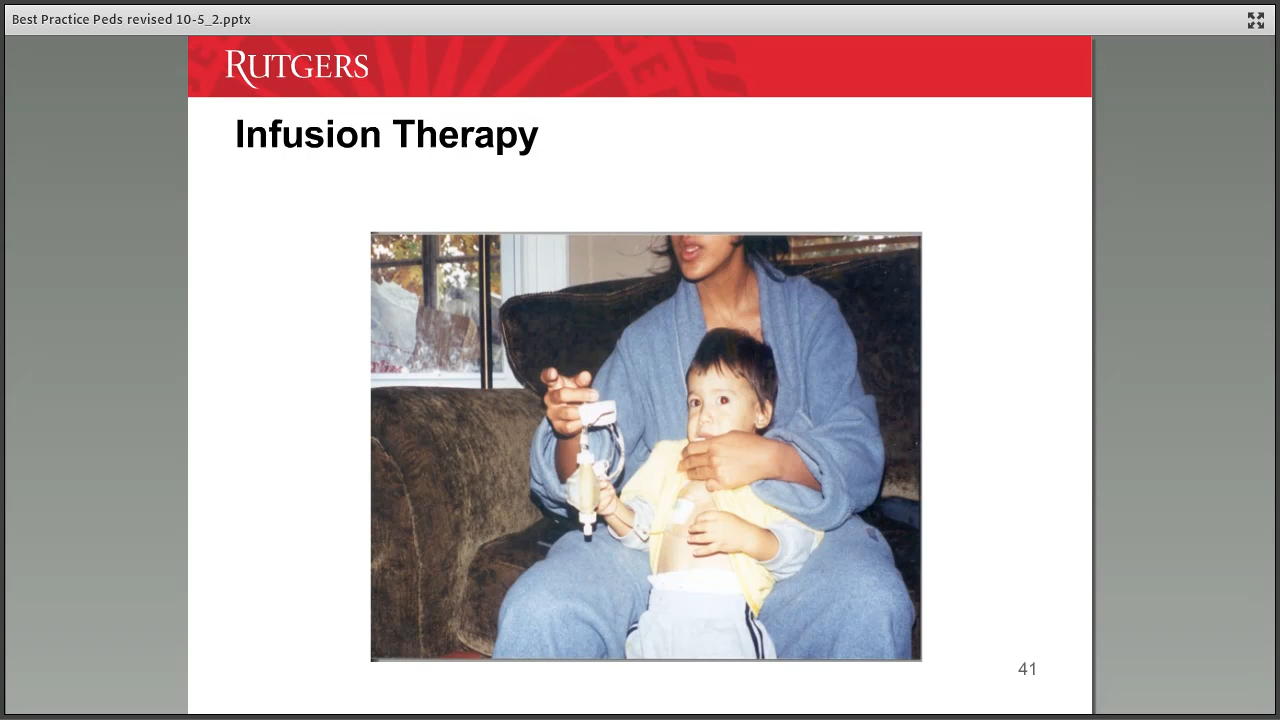 Best Practice Peds revised 10-5_2.pptx
RUTGERS
Infusion Therapy
41